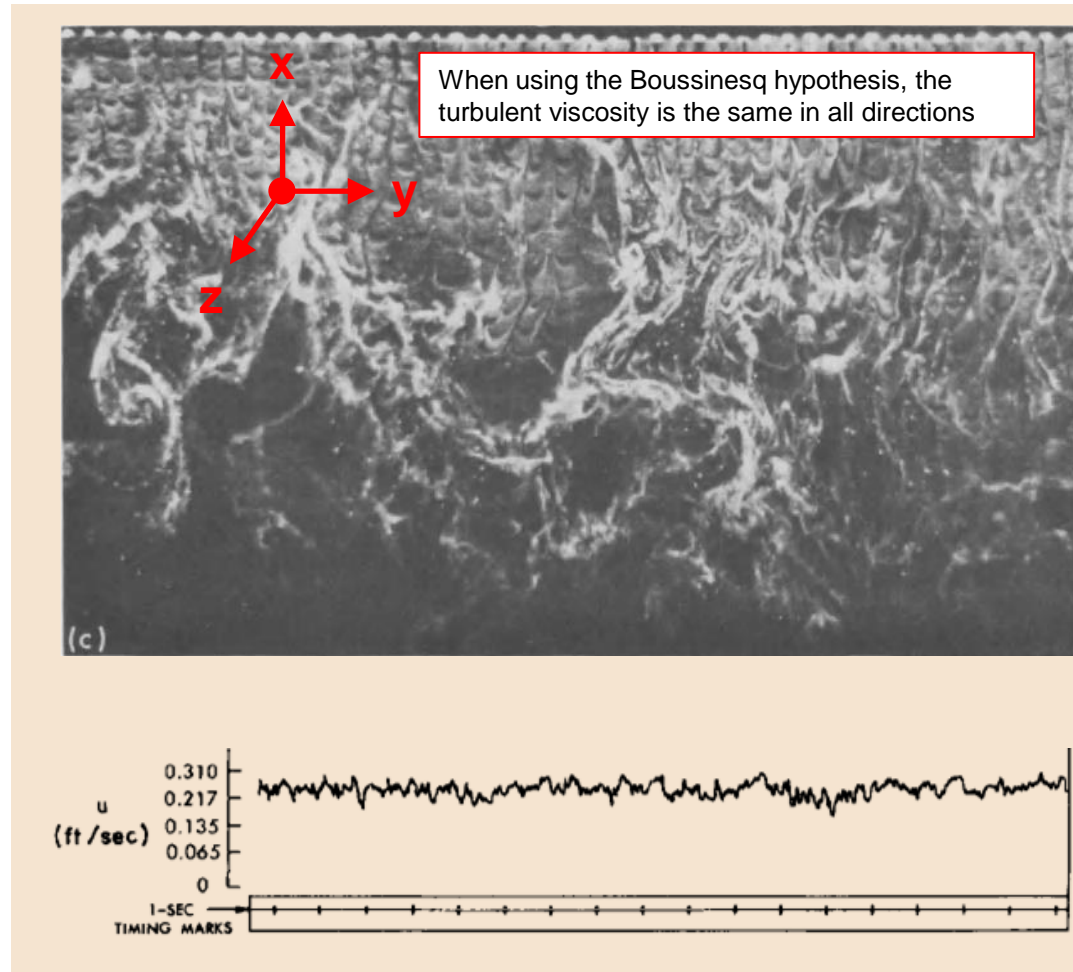 x
When using the Boussinesq hypothesis, the
turbulent viscosity is the same in all directions
y
z
(c)
0.310
u
0.217
(ft/sec)
0.135
0.065
0
1-SEC
TIMING MARKS